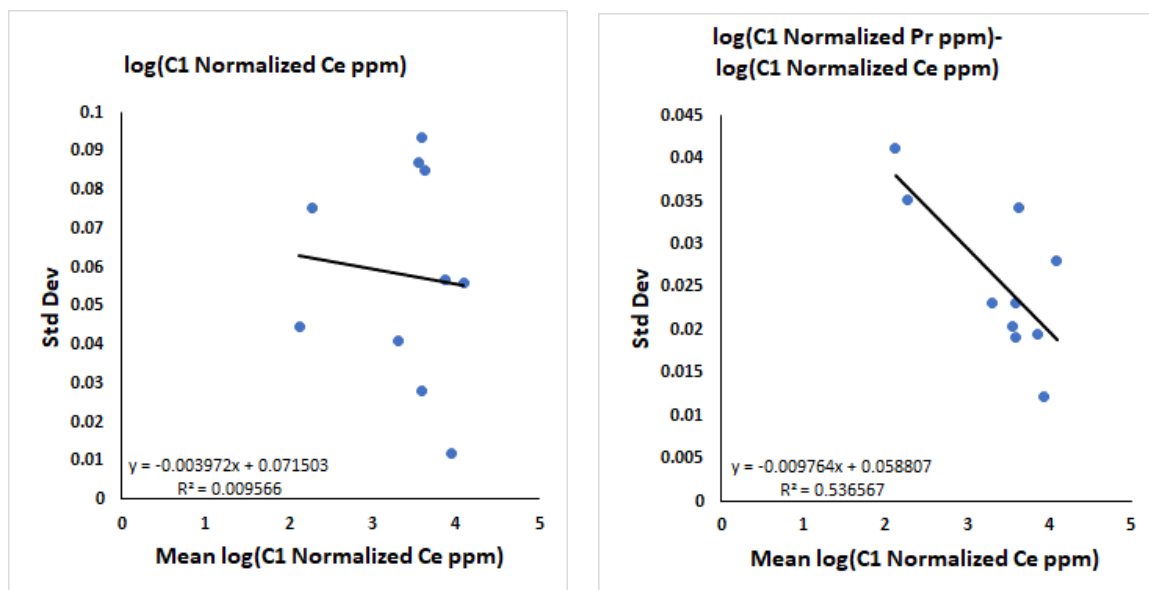 log(C1 Normalized Ce ppm)
0.1
0.09
0.08
0.07
0.06
0.05
0.04
0.03
0.02
0.01
0
Std Dev
y = -0.003972x + 0.071503
R² = 0.009566
0 1 2 3 4 5
Mean log(C1 Normalized Ce ppm)
log(C1 Normalized Pr ppm)-
log(C1 Normalized Ce ppm)
0.045
0.04
0.035
0.03
0.025
0.02
0.015
0.01
0.005
0
Std Dev
y = -0.009764x + 0.058807
R² = 0.536567
0 1 2 3 4 5
Mean log(C1 Normalized Ce ppm)